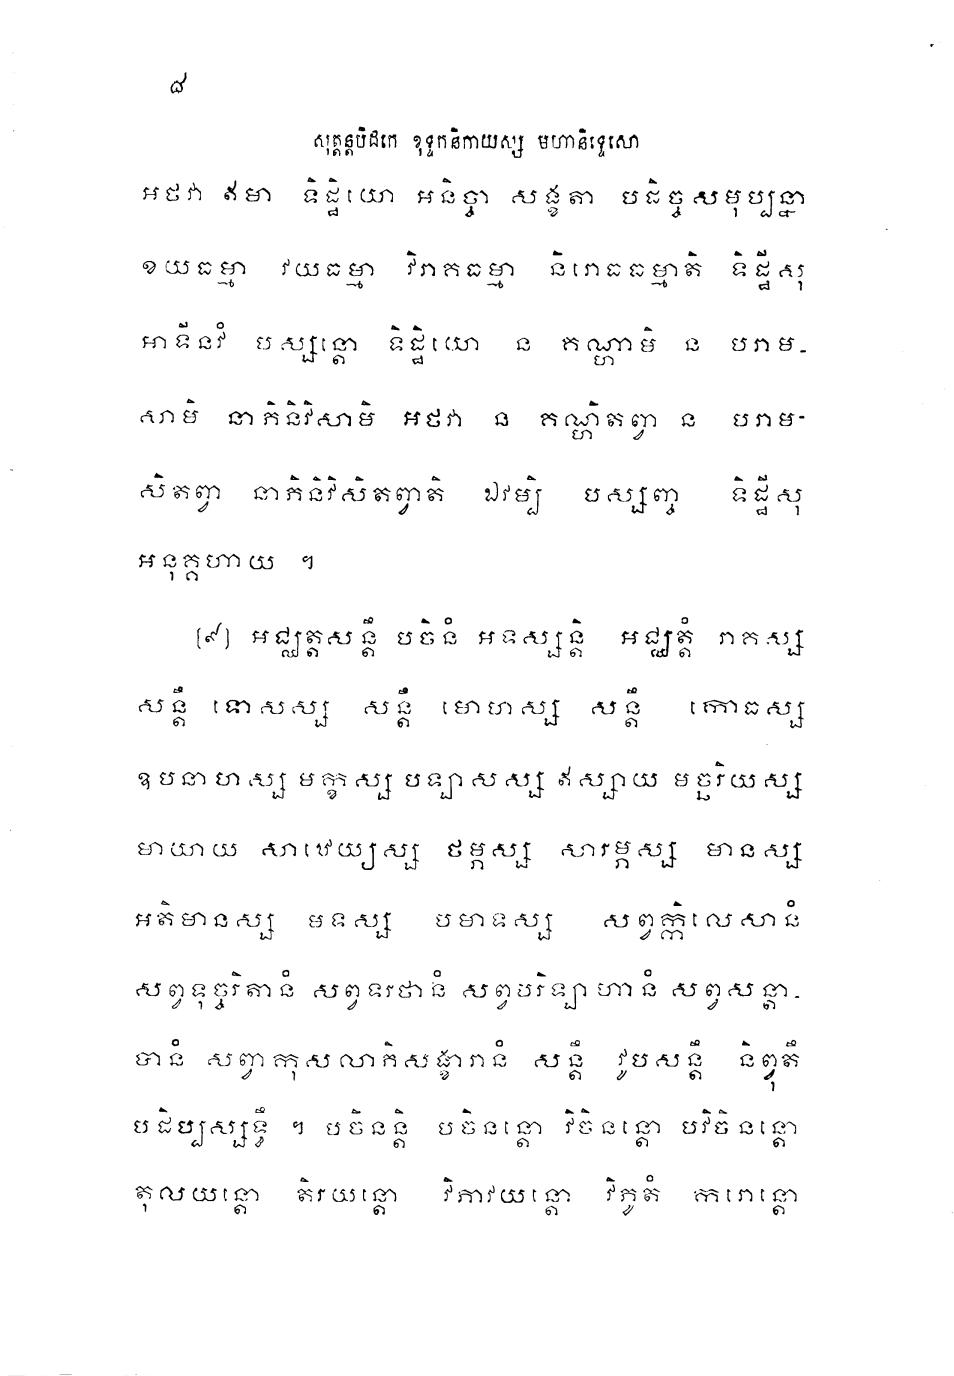 ៨
សុត្តន្តបិដកេ ខុទ្ទកនិកាយស្ស មហានិទ្ទេសោ
អថវា ឥមា ទិដ្ឋិយោ អនិច្ចា សង្ខតា បដិច្ចសមុប្បន្នា
ខយធម្មា វយធម្មា វិរាគធម្មា និរោធធម្មាតិ ទិដ្ឋីសុ
អាទីនវំ បស្សន្តោ ទិដ្ឋិយោ ន គណ្ហាមិ ន បរាម-
សាមិ នាភិនិវិសាមិ អថវា ន គណ្ហិតព្វា ន បរាម-
សិតព្វា នាភិនិវិសិតព្វាតិ ឯវម្បិ បស្សញ្ច ទិដ្ឋីសុ
អនុគ្គហាយ ។
[៩] អជ្ឈត្តសន្តឹ បចិនំ អទស្សន្តិ អជ្ឈត្តំ រាគស្ស
សន្តឹ ទោសស្ស សន្តឹ មោហស្ស សន្តឹ កោធស្ស
ឧបនាហស្ស មក្ខស្ស បឡាសស្ស ឥស្សាយ មច្ឆរិយស្ស
មាយាយ សាឋេយ្យស្ស ថម្ភស្ស សារម្ភស្ស មានស្ស
អតិមានស្ស មទស្ស បមាទស្ស សព្វក្កិលេសានំ
សព្វទុច្ចរិតានំ សព្វទរថានំ សព្វបរិឡាហានំ សព្វសន្តា-
បានំ សព្វាកុសលាភិសង្ខារានំ សន្តឹ វូបសន្តឹ និព្វុតឹ
បដិប្បស្សទ្ធឹ ។ បចិនន្តិ បចិនន្តោ វិចិនន្តោ បវិចិនន្តោ
តុលយន្តោ តិរយន្តោ វិភាវយន្តោ វិភូតំ ករោន្តោ